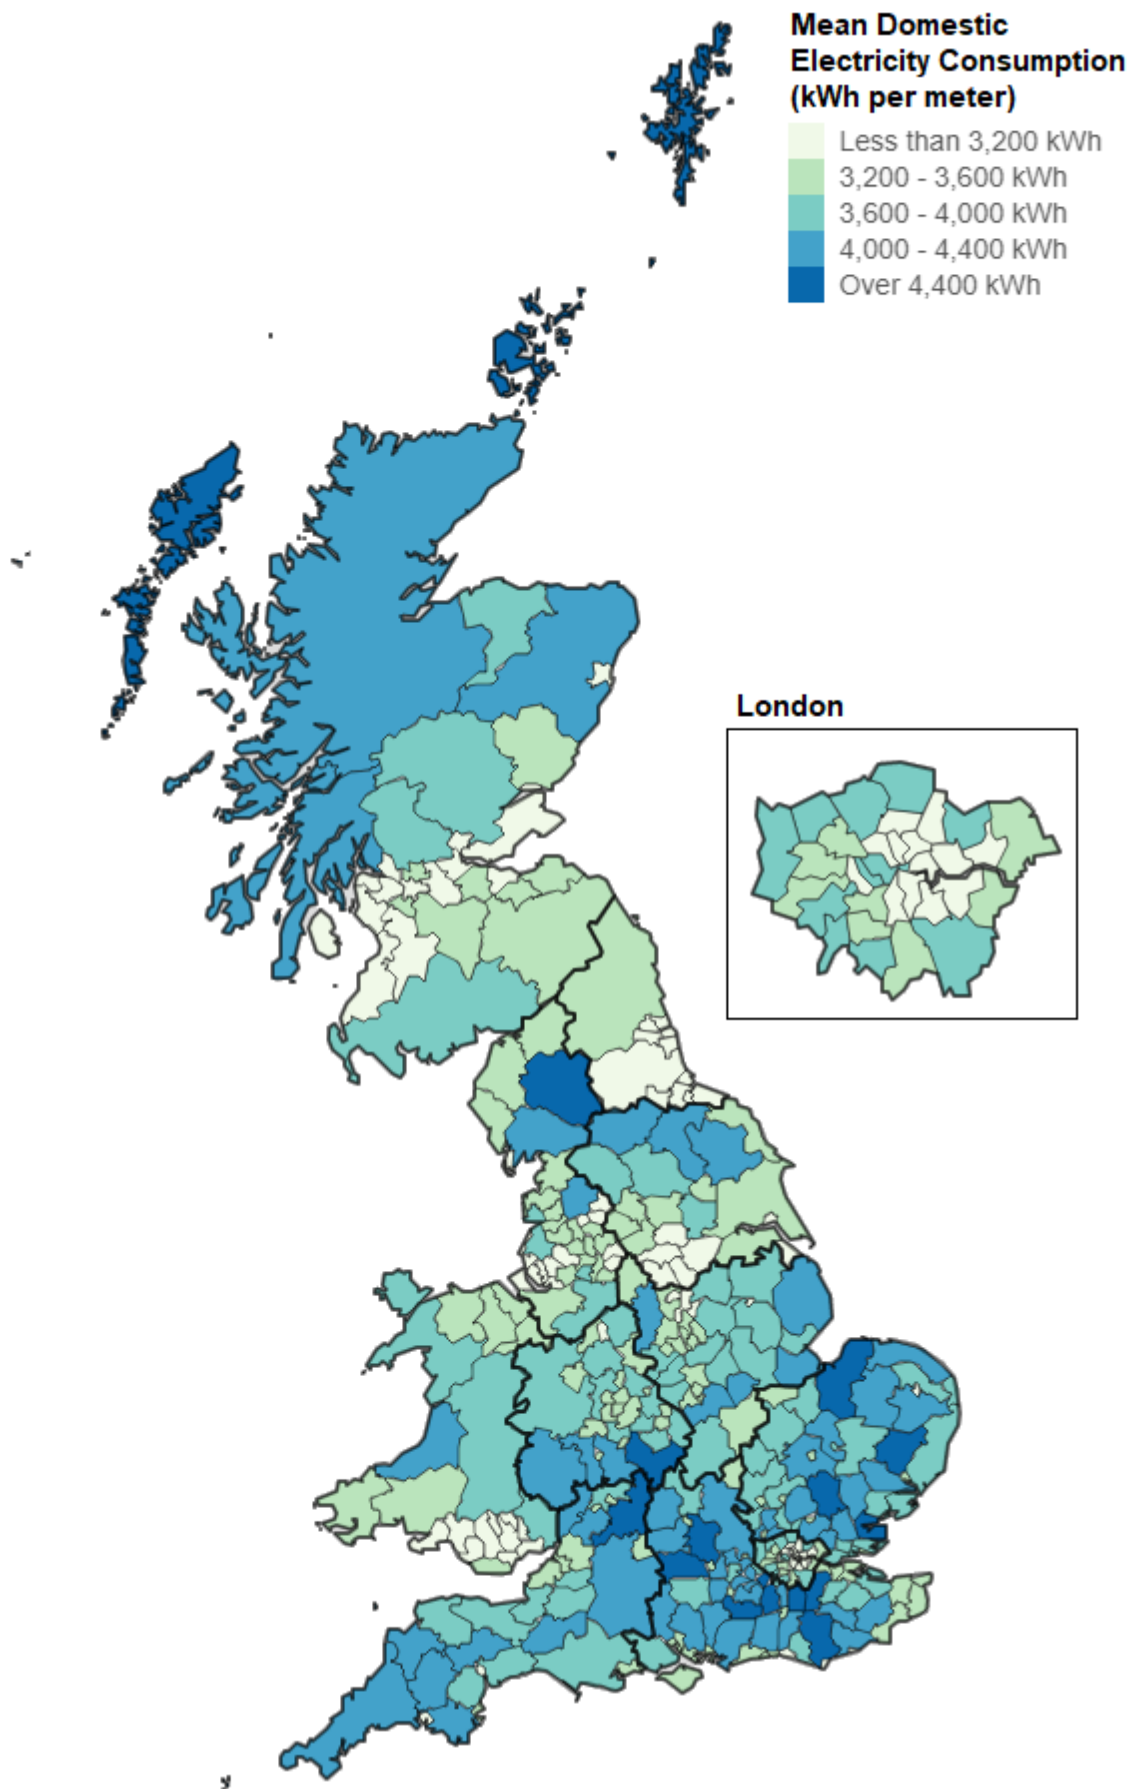 Mean Domestic
Electricity Consumption
(kWh per meter)
Less than 3,200 kWh
3,200 - 3,600 kWh
3,600 - 4,000 kWh
4,000 - 4,400 kWh
Over 4,400 kWh
London